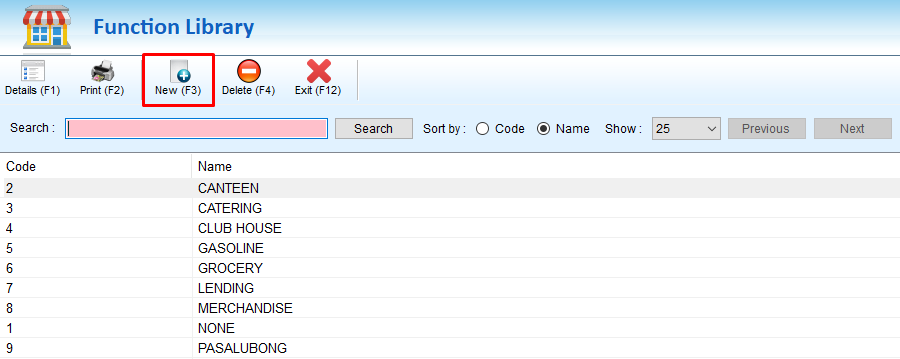 Function Library
Details (F1) Print (F2) New (F3) Delete (F4) Exit (F12)
Search : Search Sort by : Code Name Show : 25 Previous Next
Code Name
2 CANTEEN
3 CATERING
4 CLUB HOUSE
5 GASOLINE
6 GROCERY
7 LENDING
8 MERCHANDISE
1 NONE
9 PASALUBONG